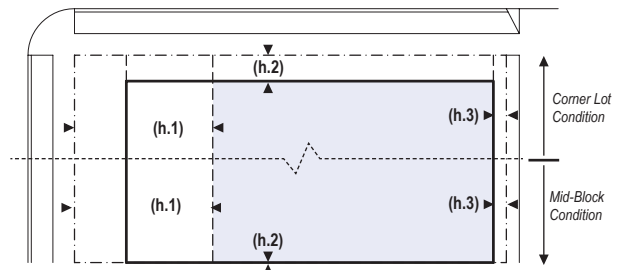 (h.2)
(h.1)
(h.3)
Corner Lot
Condition
(h.1)
(h.3)
(h.2)
Mid-Block
Condition